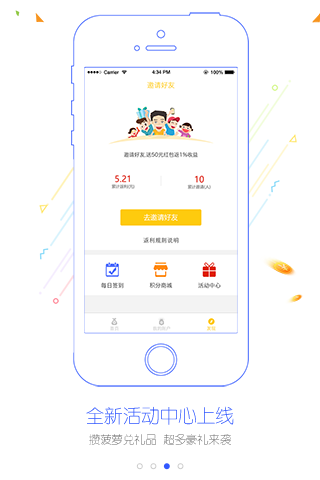 Carrier 4:34 PM 100%
邀请好友
邀请好友,送50元红包返1%收益
5.21 10
累计返利(元) 累计邀请(人)
去邀请好友
返利规则说明
每日签到 积分商城 活动中心
首页 我的账户 发现
全新活动中心上线
攒菠萝兑礼品 超多豪礼来袭